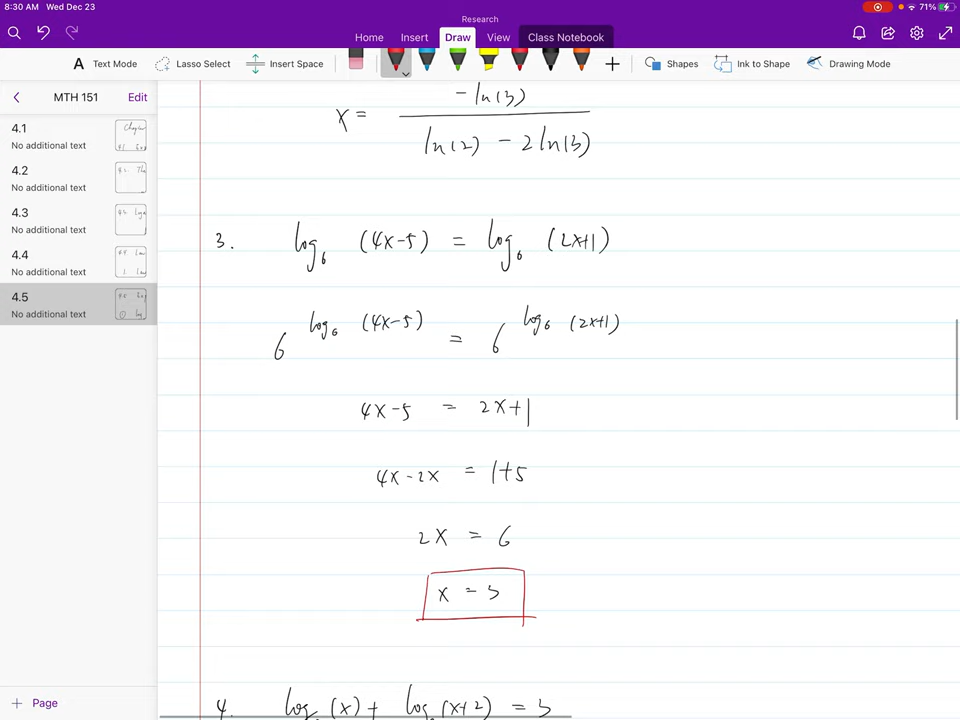 8:30 AM Wed Dec 23
71%
Research
Home Insert Draw View Class Notebook
Text Mode Lasso Select Insert Space Shapes Ink to Shape Drawing Mode
MTH 151 Edit
4.1
No additional text
4.2
No additional text
4.3
No additional text
4.4
No additional text
4.5
No additional text
Page
x = -ln(3) / ln(2) - 2ln(3)
3. log₆ (4x-5) = log₆ (2x+1)
6^(log₆ (4x-5)) = 6^(log₆ (2x+1))
4x-5 = 2x+1
4x-2x = 1+5
2x = 6
x = 3
4. log (x) + log (x+2) = 3